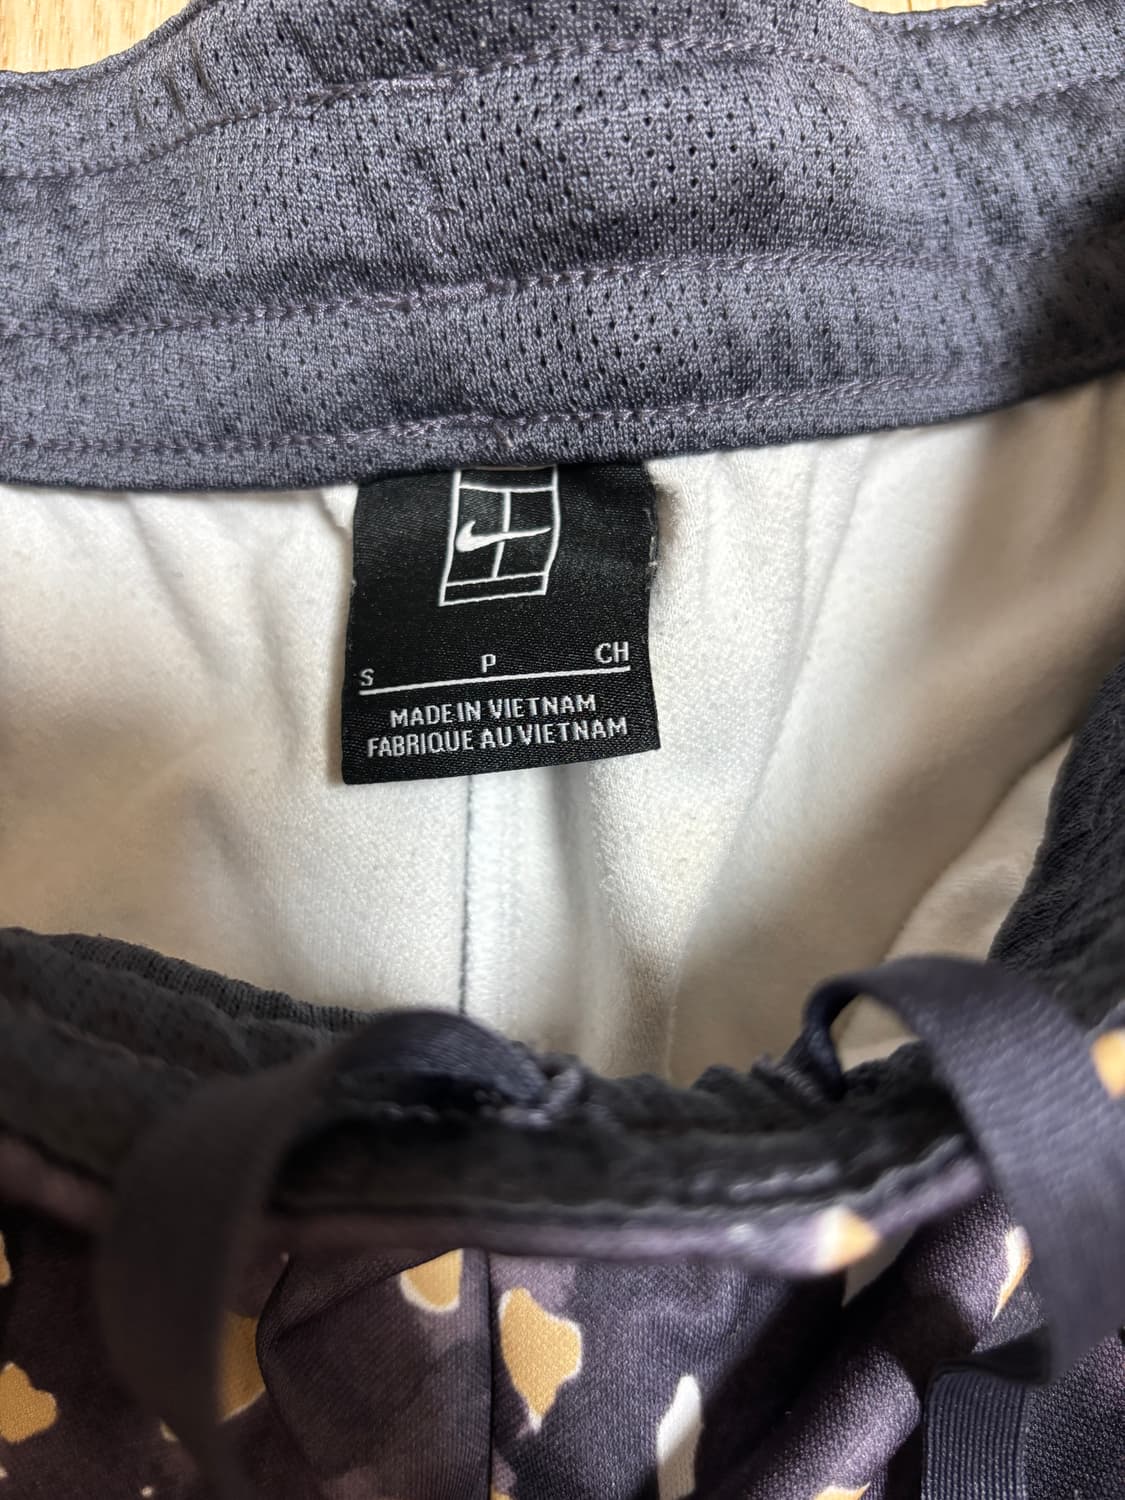 S P CH
MADE IN VIETNAM
FABRIQUE AU VIETNAM